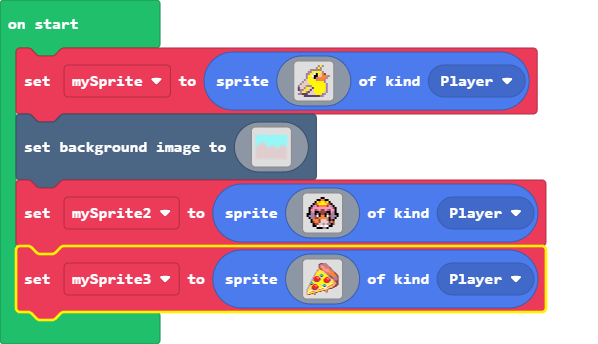 on start
set mySprite to sprite of kind Player
set background image to
set mySprite2 to sprite of kind Player
set mySprite3 to sprite of kind Player